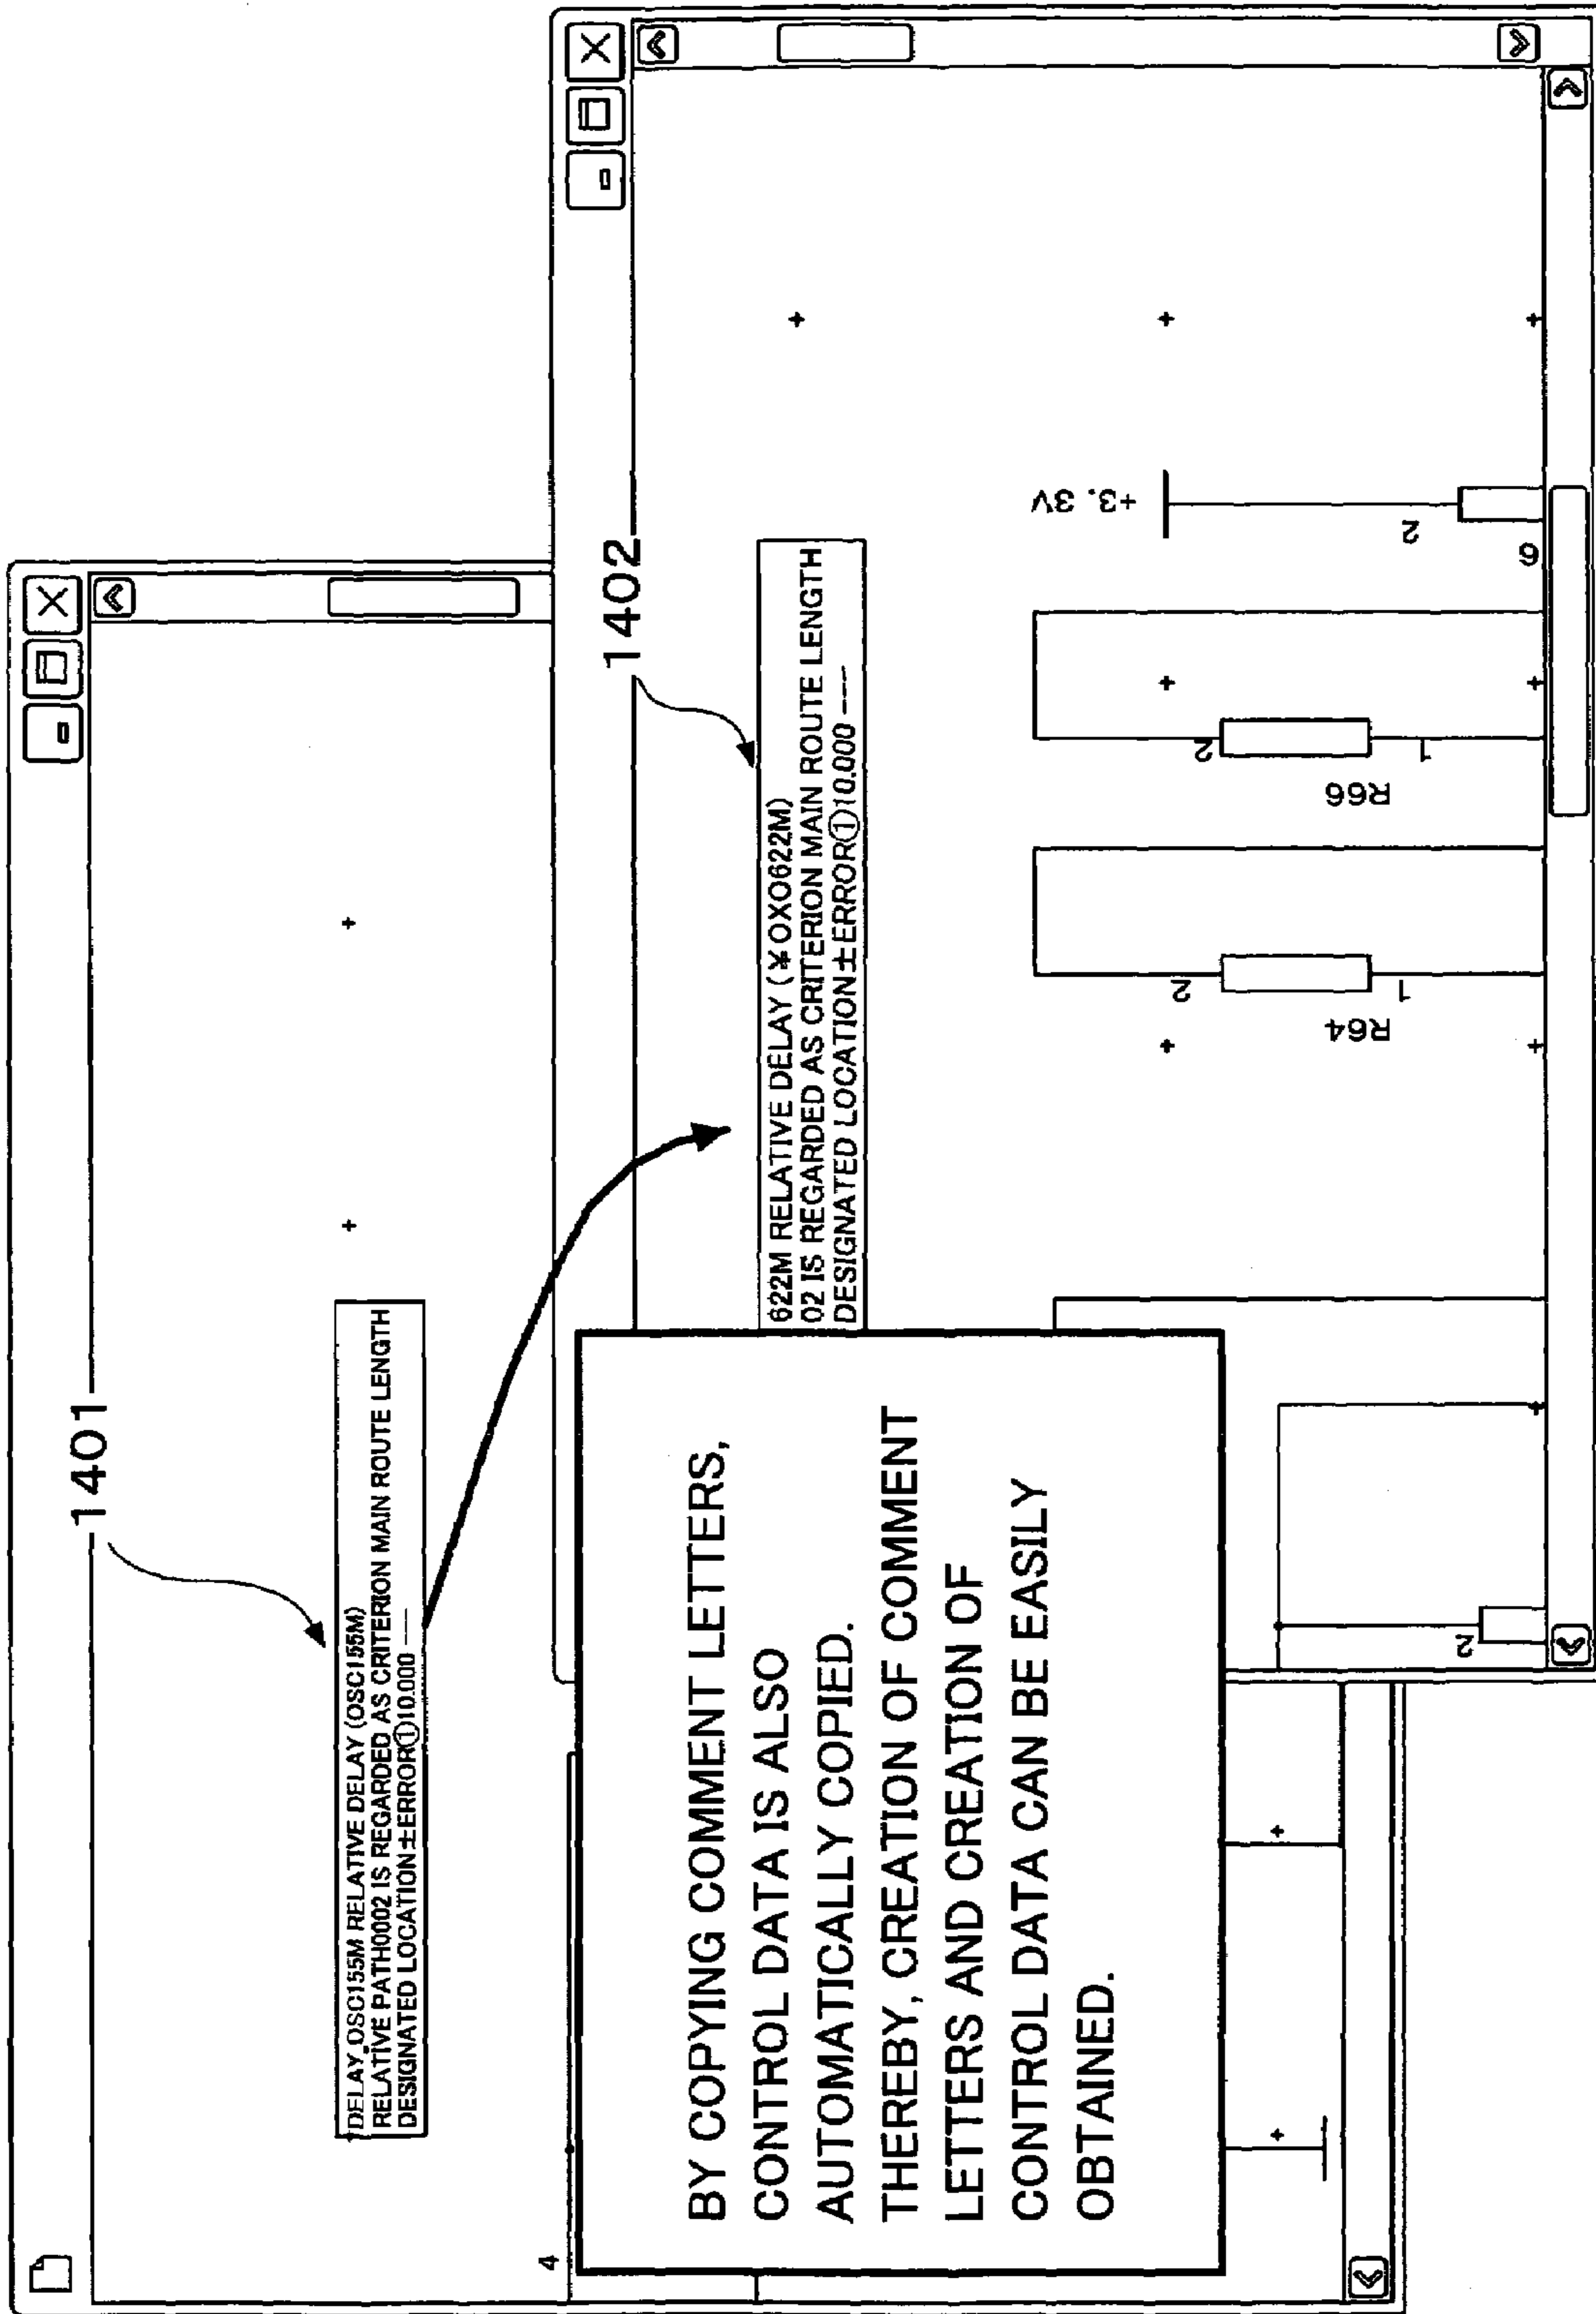 1401
DELAY_OSC155M RELATIVE DELAY (OSC155M)
RELATIVE PATH0002 IS REGARDED AS CRITERION MAIN ROUTE LENGTH
DESIGNATED LOCATION±ERROR①10.000 ---
4
1402
622M RELATIVE DELAY (¥OXO622M)
02 IS REGARDED AS CRITERION MAIN ROUTE LENGTH
DESIGNATED LOCATION±ERROR①10.000 ---
BY COPYING COMMENT LETTERS,
CONTROL DATA IS ALSO
AUTOMATICALLY COPIED.
THEREBY, CREATION OF COMMENT
LETTERS AND CREATION OF
CONTROL DATA CAN BE EASILY
OBTAINED.
+3.3V
2
6
2
1
R66
2
1
R64
2